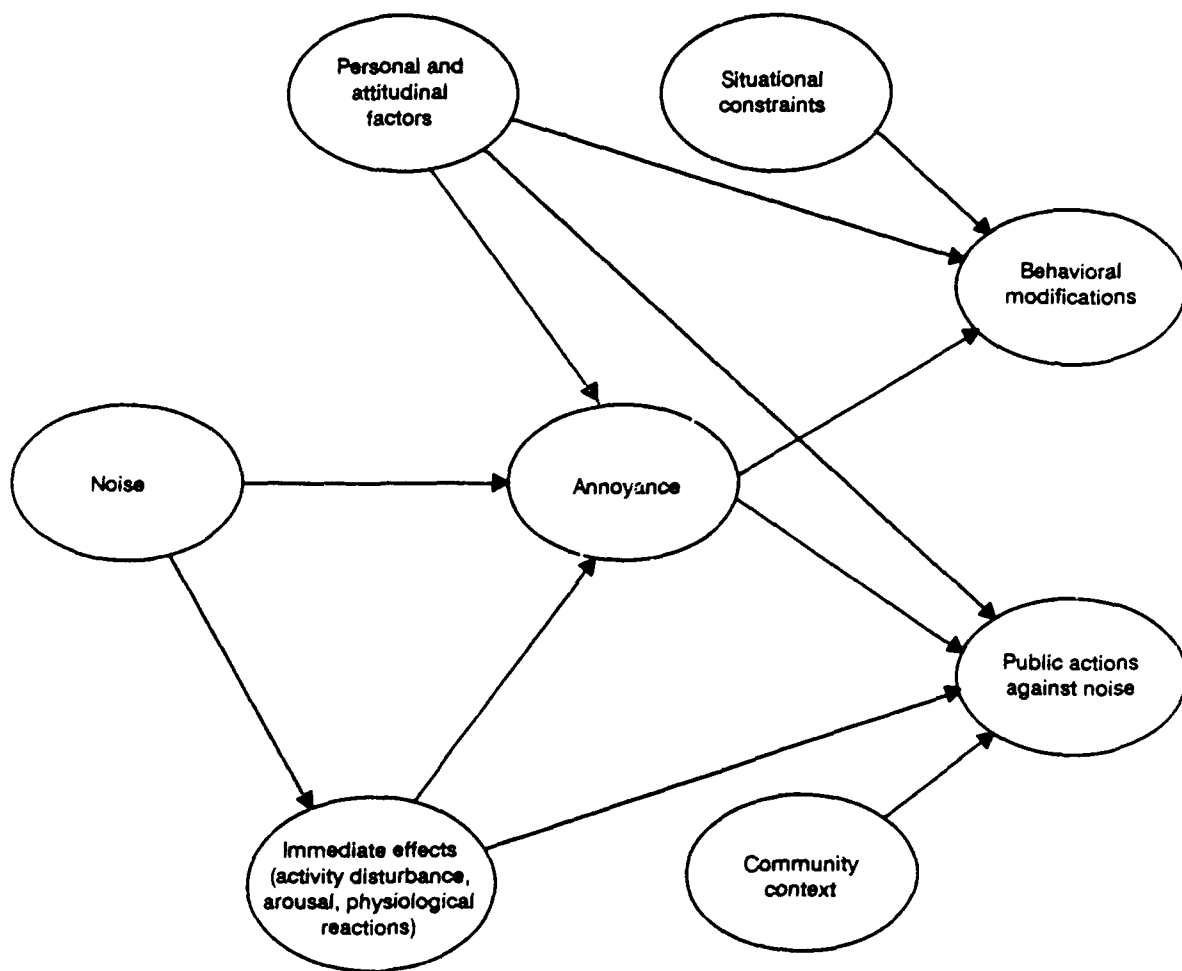 Personal and
attitudinal
factors
Situational
constraints
Behavioral
modifications
Noise
Annoyance
Public actions
against noise
Immediate effects
(activity disturbance,
arousal, physiological
reactions)
Community
context